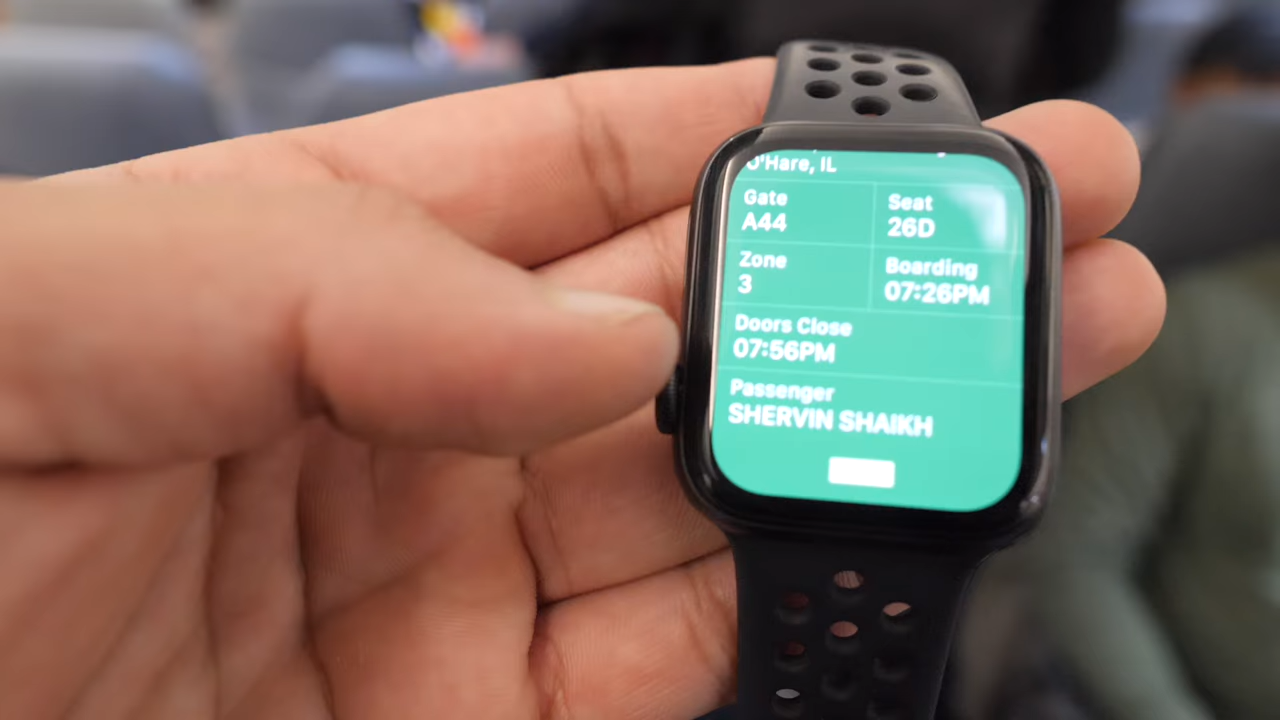 O'Hare, IL
Gate
A44
Seat
26D
Zone
3
Boarding
07:26PM
Doors Close
07:56PM
Passenger
SHERVIN SHAIKH